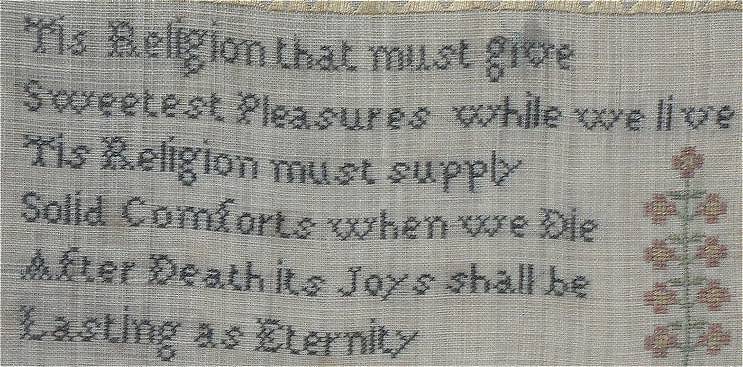 Tis Religion that must give
Sweetest Pleasures while we live
Tis Religion must supply
Solid Comforts when we Die
After Death its Joys shall be
Lasting as Eternity